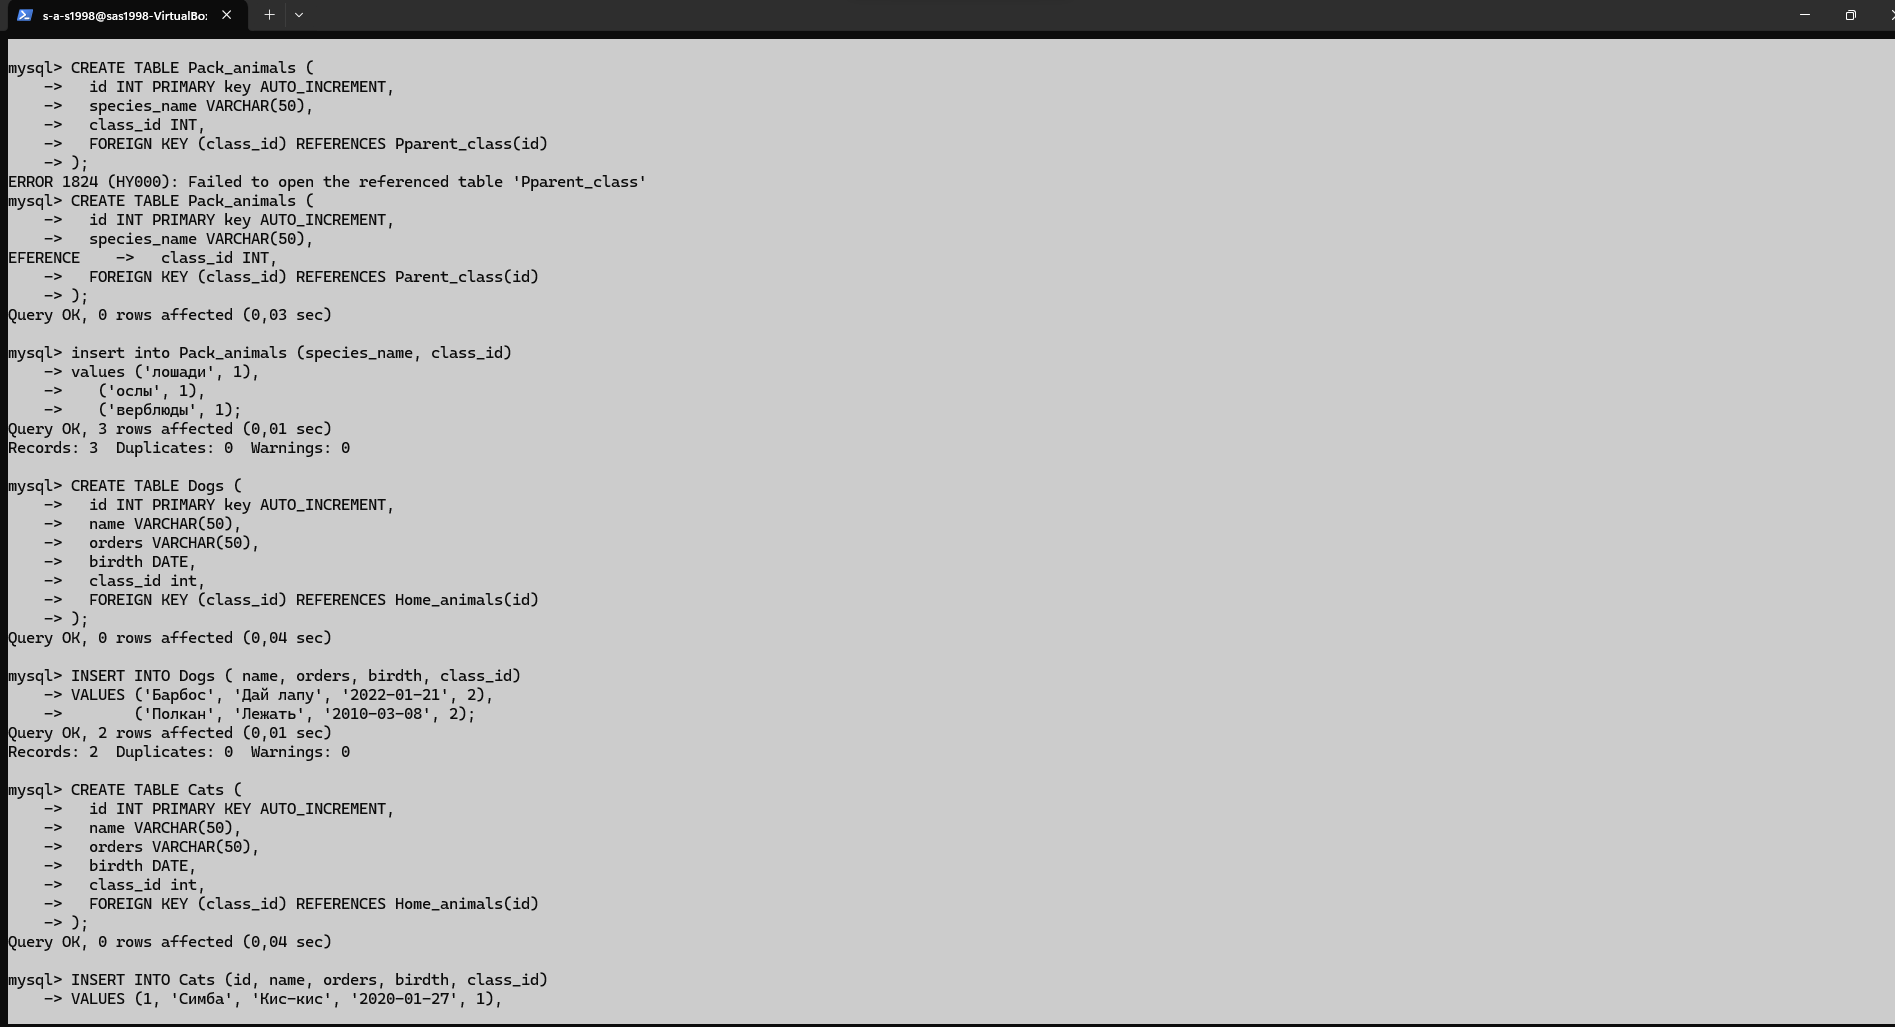 s-a-s1998@sas1998-VirtualBo:
mysql> CREATE TABLE Pack_animals (
    ->   id INT PRIMARY key AUTO_INCREMENT,
    ->   species_name VARCHAR(50),
    ->   class_id INT,
    ->   FOREIGN KEY (class_id) REFERENCES Pparent_class(id)
    -> );
ERROR 1824 (HY000): Failed to open the referenced table 'Pparent_class'
mysql> CREATE TABLE Pack_animals (
    ->   id INT PRIMARY key AUTO_INCREMENT,
    ->   species_name VARCHAR(50),
EFERENCE    ->   class_id INT,
    ->   FOREIGN KEY (class_id) REFERENCES Parent_class(id)
    -> );
Query OK, 0 rows affected (0,03 sec)
mysql> insert into Pack_animals (species_name, class_id)
    -> values ('лошади', 1),
    ->    ('ослы', 1),
    ->    ('верблюды', 1);
Query OK, 3 rows affected (0,01 sec)
Records: 3  Duplicates: 0  Warnings: 0
mysql> CREATE TABLE Dogs (
    ->   id INT PRIMARY key AUTO_INCREMENT,
    ->   name VARCHAR(50),
    ->   orders VARCHAR(50),
    ->   birdth DATE,
    ->   class_id int,
    ->   FOREIGN KEY (class_id) REFERENCES Home_animals(id)
    -> );
Query OK, 0 rows affected (0,04 sec)
mysql> INSERT INTO Dogs ( name, orders, birdth, class_id)
    -> VALUES ('Барбос', 'Дай лапу', '2022-01-21', 2),
    ->        ('Полкан', 'Лежать', '2010-03-08', 2);
Query OK, 2 rows affected (0,01 sec)
Records: 2  Duplicates: 0  Warnings: 0
mysql> CREATE TABLE Cats (
    ->   id INT PRIMARY KEY AUTO_INCREMENT,
    ->   name VARCHAR(50),
    ->   orders VARCHAR(50),
    ->   birdth DATE,
    ->   class_id int,
    ->   FOREIGN KEY (class_id) REFERENCES Home_animals(id)
    -> );
Query OK, 0 rows affected (0,04 sec)
mysql> INSERT INTO Cats (id, name, orders, birdth, class_id)
    -> VALUES (1, 'Симба', 'Кис-кис', '2020-01-27', 1),